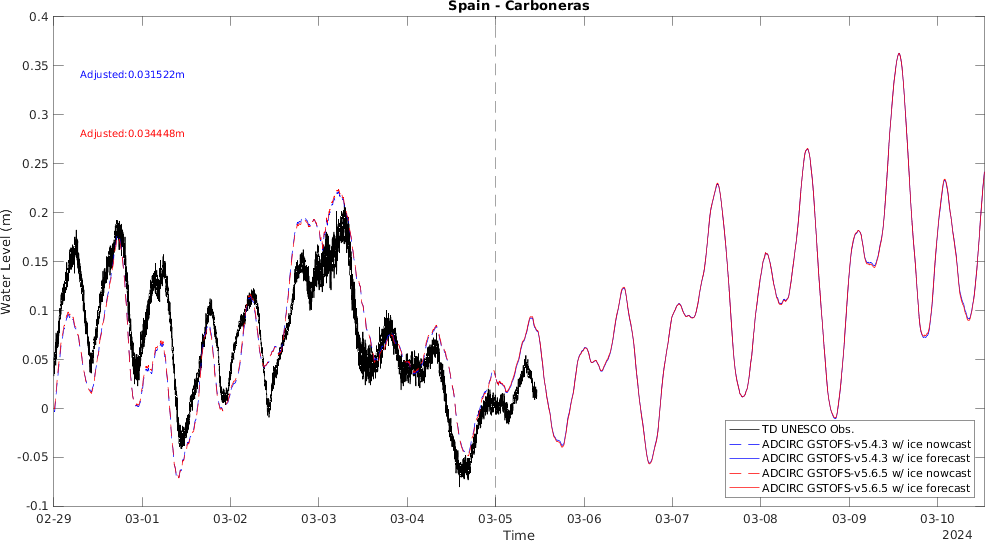 Spain - Carboneras
0.4
0.35
0.3
0.25
0.2
0.15
0.1
0.05
0
-0.05
-0.1
Water Level (m)
Adjusted:0.031522m
Adjusted:0.034448m
TD UNESCO Obs.
ADCIRC GSTOFS-v5.4.3 w/ ice nowcast
ADCIRC GSTOFS-v5.4.3 w/ ice forecast
ADCIRC GSTOFS-v5.6.5 w/ ice nowcast
ADCIRC GSTOFS-v5.6.5 w/ ice forecast
02-29 03-01 03-02 03-03 03-04 03-05 03-06 03-07 03-08 03-09 03-10
Time
2024